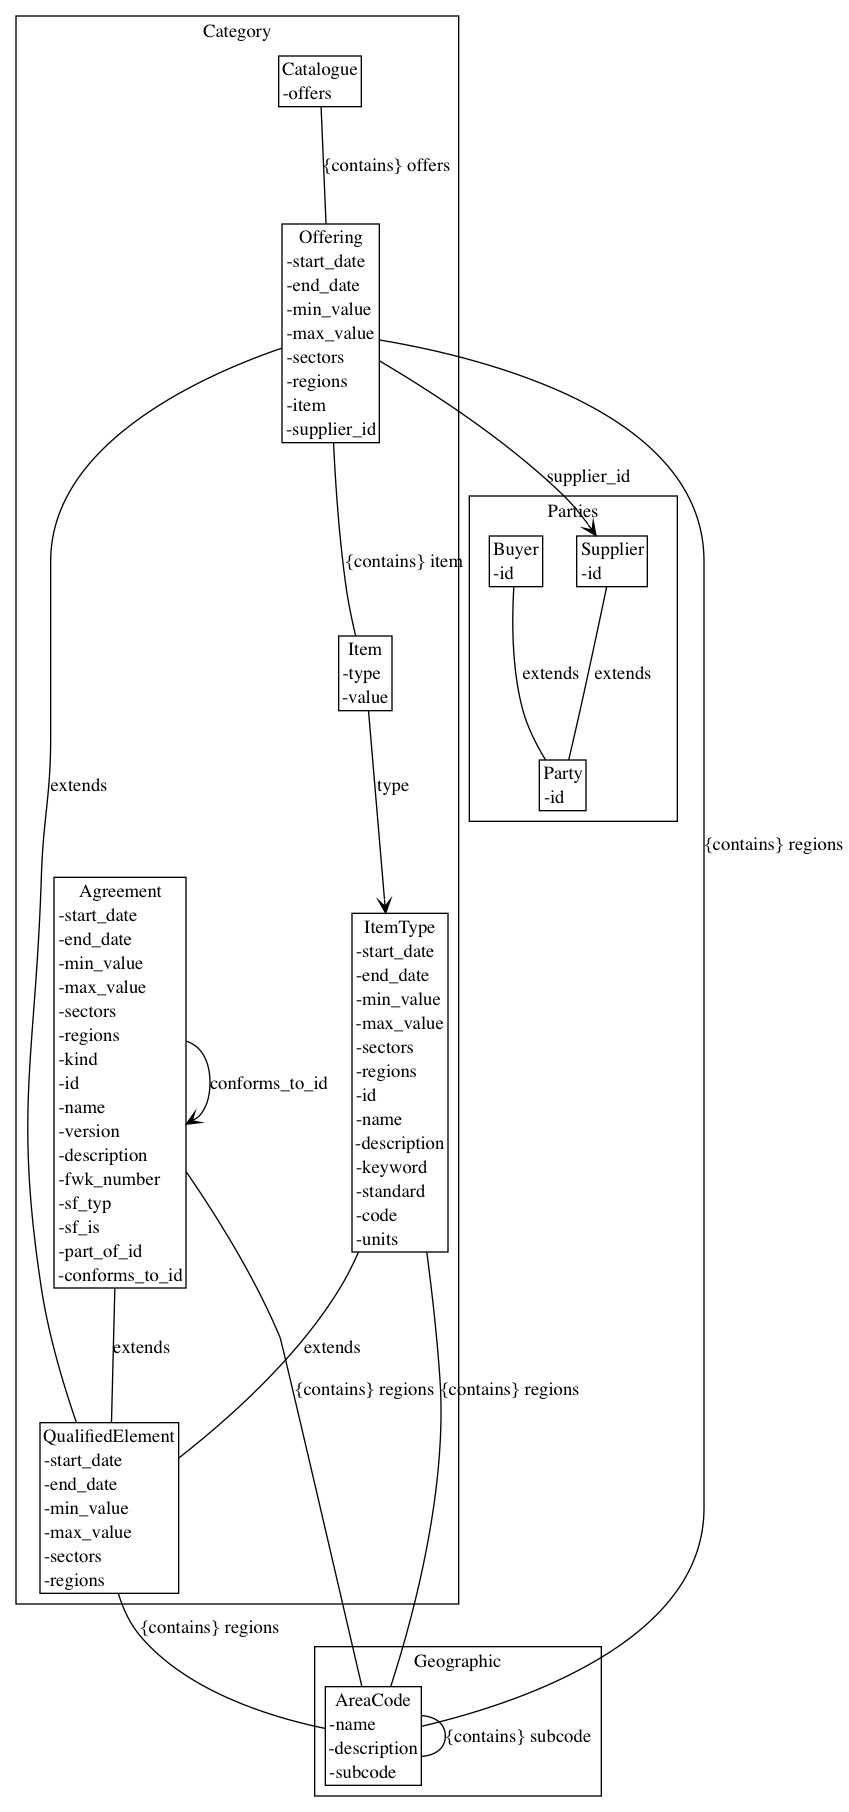 Category
Catalogue
-offers
{contains} offers
Offering
-start_date
-end_date
-min_value
-max_value
-sectors
-regions
-item
-supplier_id
supplier_id
Parties
Buyer
-id
Supplier
-id
{contains} item
Item
-type
-value
extends
extends
Party
-id
extends
type
{contains} regions
Agreement
-start_date
-end_date
-min_value
-max_value
-sectors
-regions
-kind
-id
-name
-version
-description
-fwk_number
-sf_typ
-sf_is
-part_of_id
-conforms_to_id
conforms_to_id
ItemType
-start_date
-end_date
-min_value
-max_value
-sectors
-regions
-id
-name
-description
-keyword
-standard
-code
-units
extends
extends
{contains} regions
{contains} regions
QualifiedElement
-start_date
-end_date
-min_value
-max_value
-sectors
-regions
{contains} regions
Geographic
AreaCode
-name
-description
-subcode
{contains} subcode